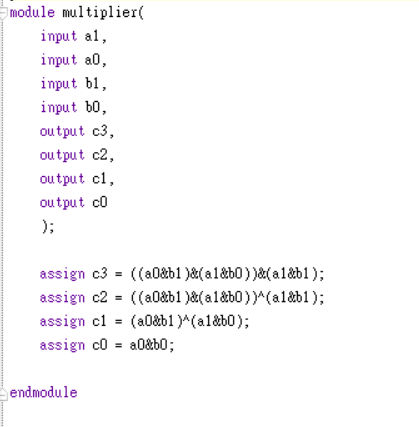 module multiplier(
input a1,
input a0,
input b1,
input b0,
output c3,
output c2,
output c1,
output c0
);
assign c3 = ((a0&b1)&(a1&b0))&(a1&b1);
assign c2 = ((a0&b1)&(a1&b0))^(a1&b1);
assign c1 = (a0&b1)^(a1&b0);
assign c0 = a0&b0;
endmodule